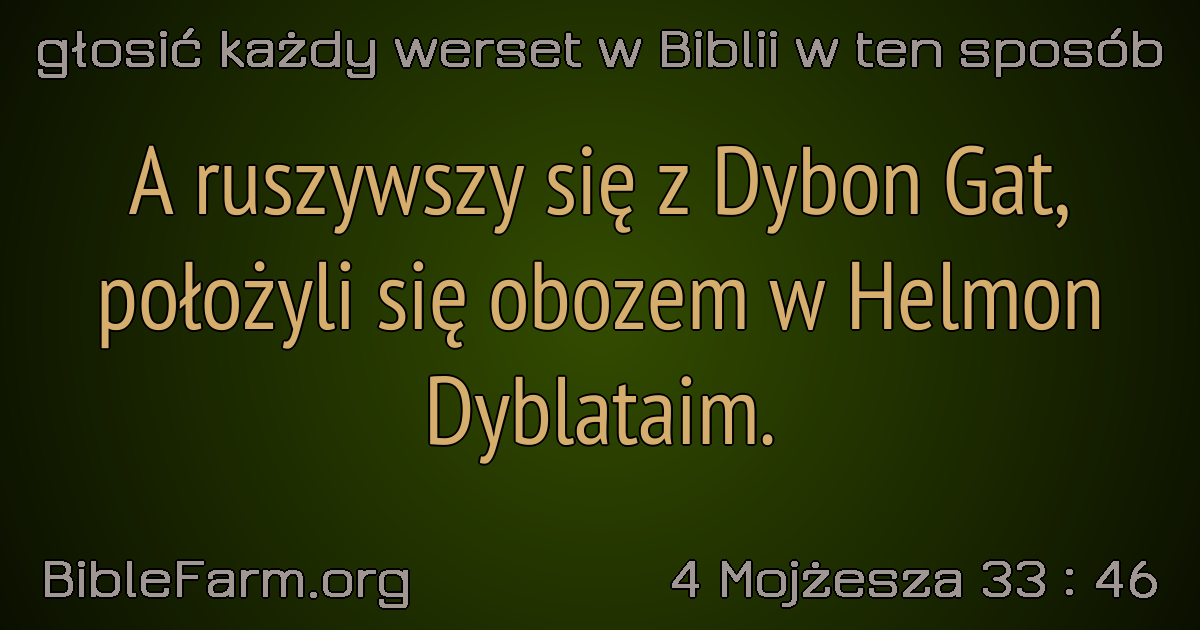 głosić każdy werset w Biblii w ten sposób
A ruszywszy się z Dybon Gat,
położyli się obozem w Helmon
Dyblataim.
BibleFarm.org
4 Mojżesza 33 : 46